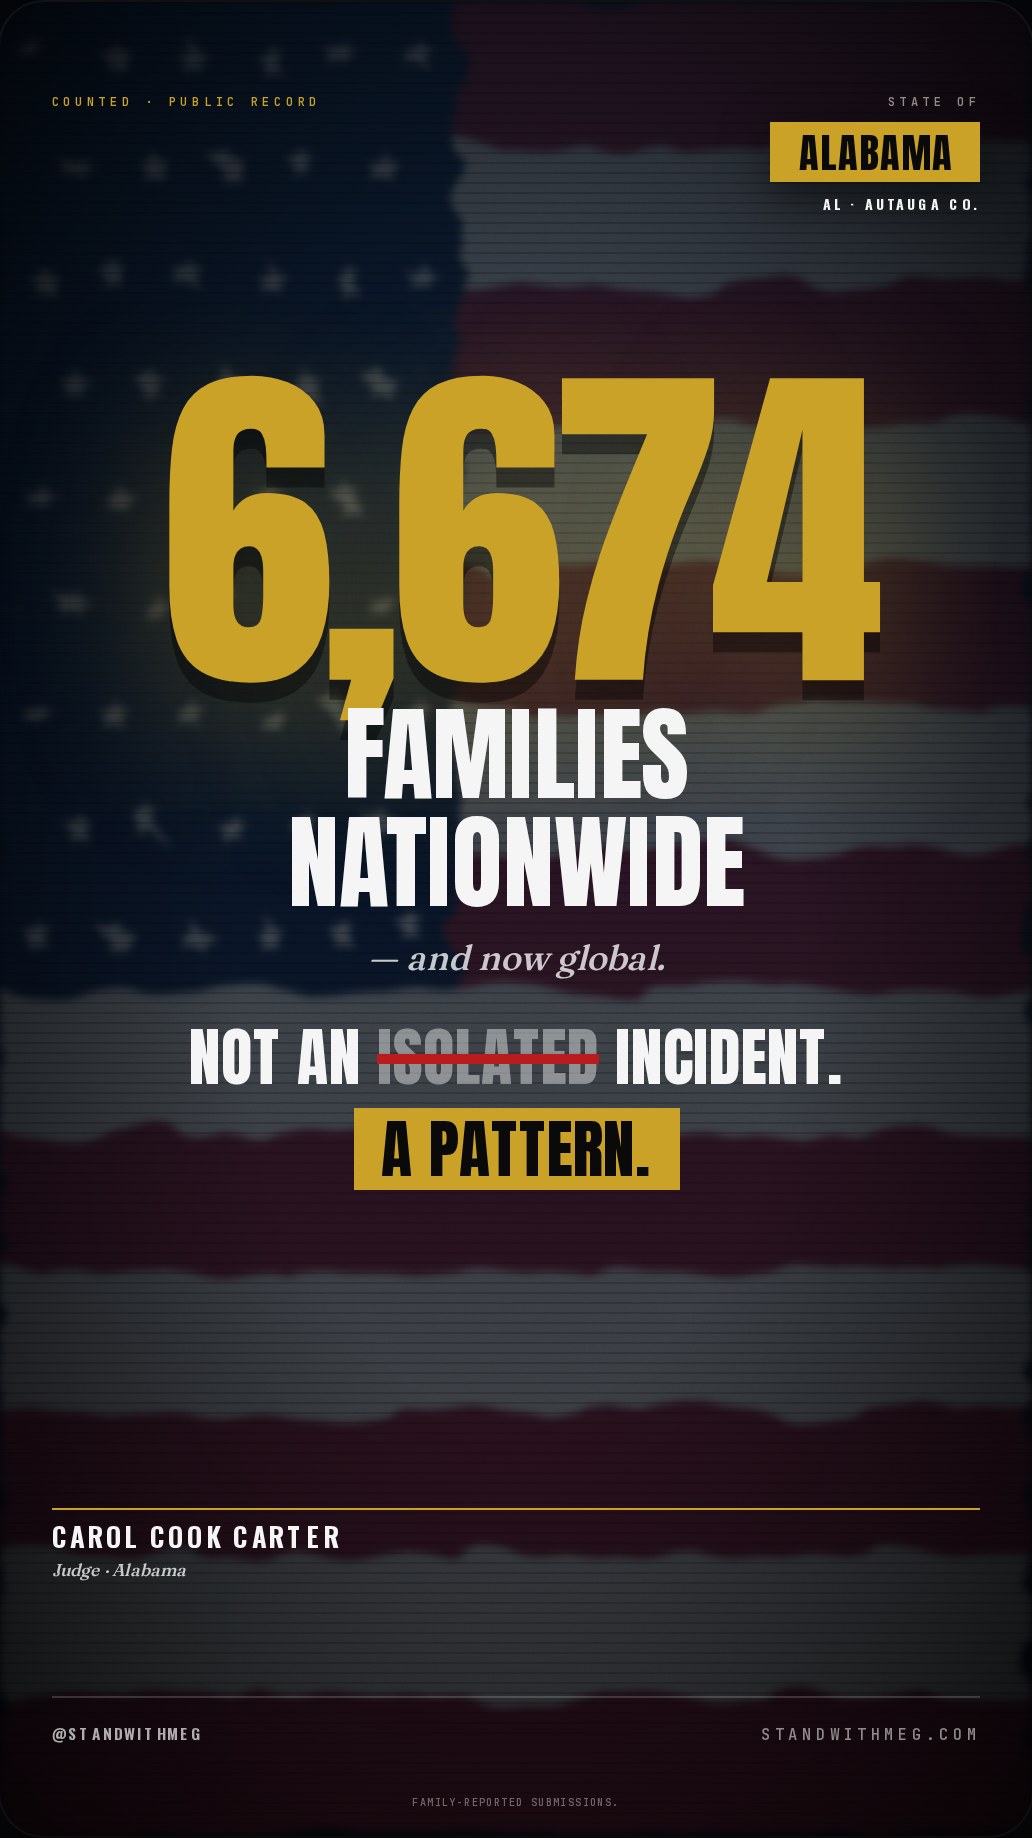 COUNTED · PUBLIC RECORD
STATE OF
ALABAMA
AL · AUTAUGA CO.
6,674
FAMILIES
NATIONWIDE
— and now global.
NOT AN ISOLATED INCIDENT.
A PATTERN.
CAROL COOK CARTER
Judge · Alabama
@STANDWITHMEG
STANDWITHMEG.COM
FAMILY-REPORTED SUBMISSIONS.